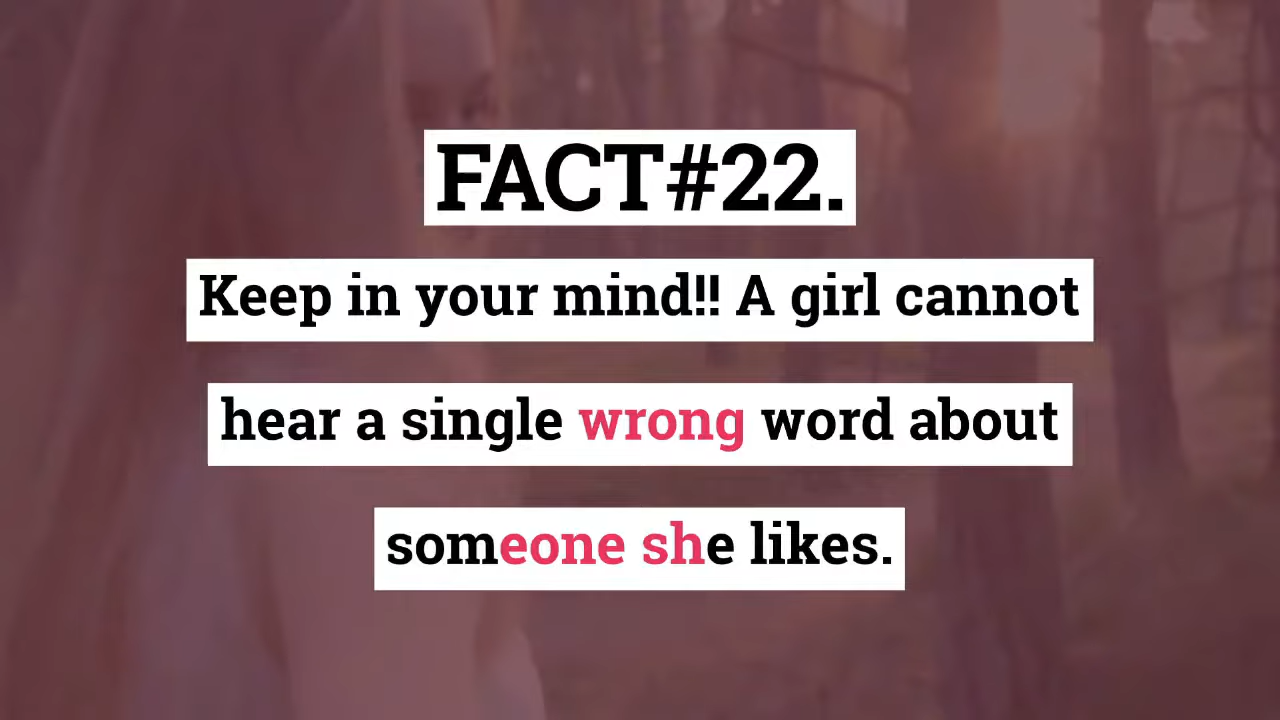 FACT#22.
Keep in your mind!! A girl cannot
hear a single wrong word about
someone she likes.